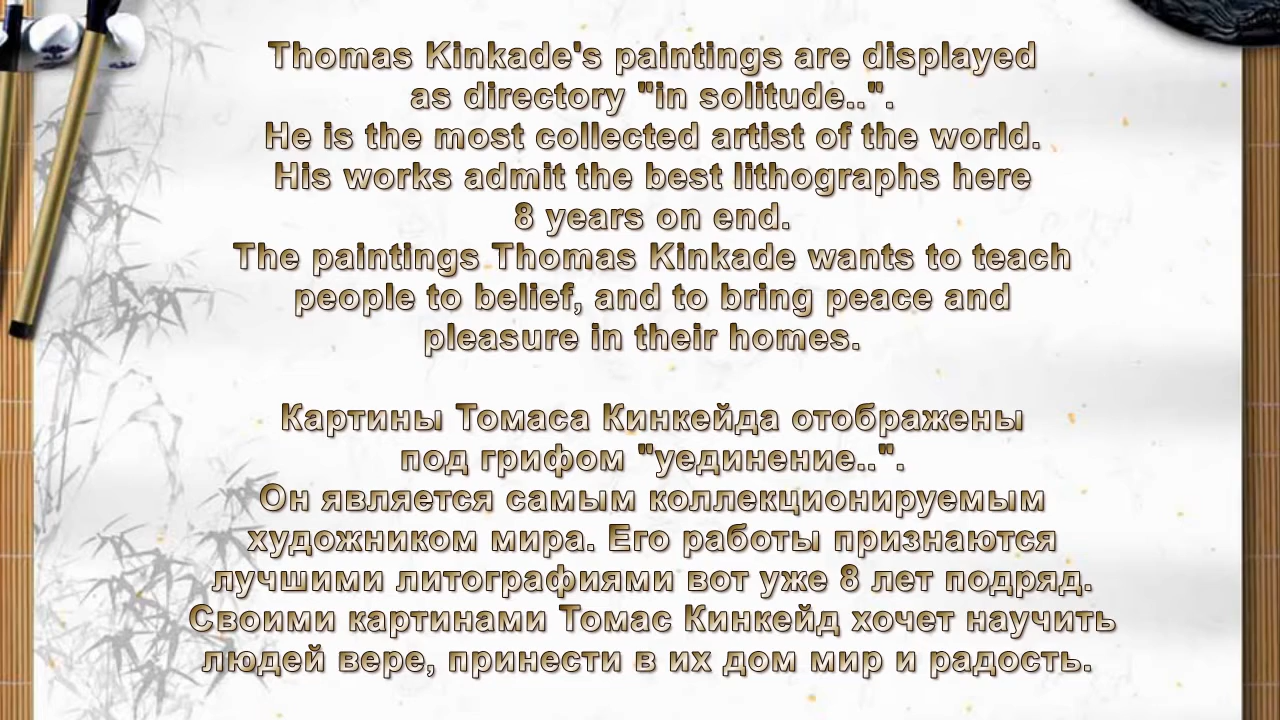 Thomas Kinkade's paintings are displayed
as directory "in solitude..".
He is the most collected artist of the world.
His works admit the best lithographs here
8 years on end.
The paintings Thomas Kinkade wants to teach
people to belief, and to bring peace and
pleasure in their homes.
Картины Томаса Кинкейда отображены
под грифом "уединение..".
Он является самым коллекционируемым
художником мира. Его работы признаются
лучшими литографиями вот уже 8 лет подряд.
Своими картинами Томас Кинкейд хочет научить
людей вере, принести в их дом мир и радость.